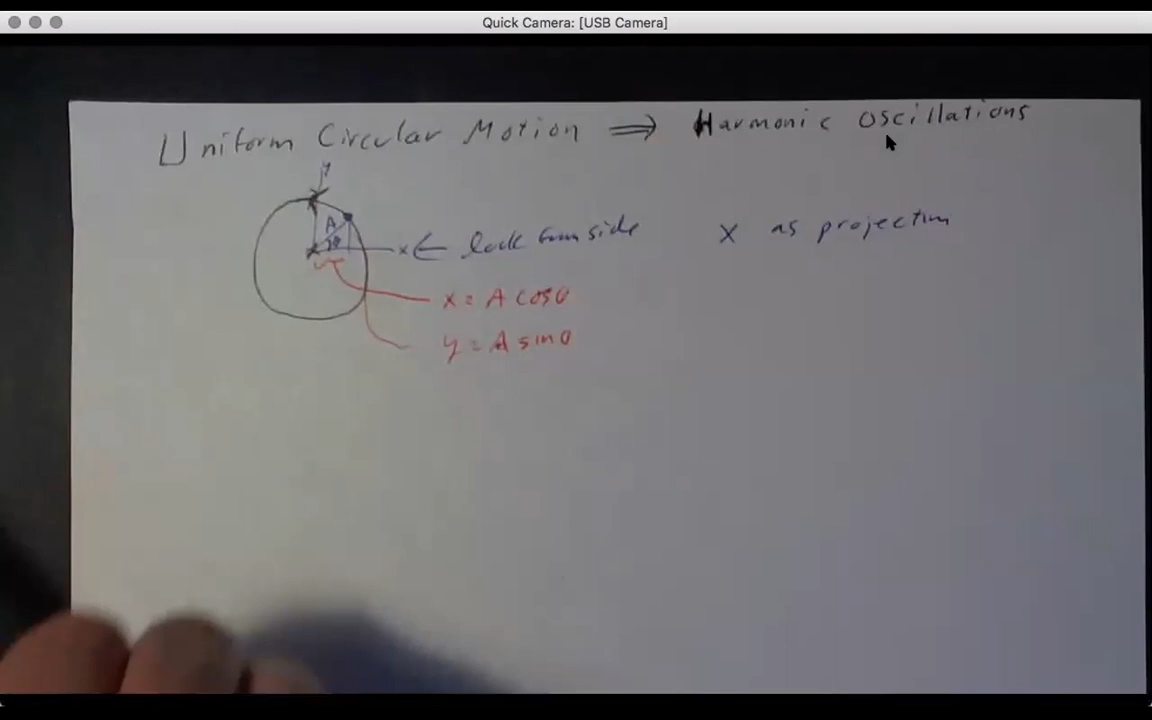 Quick Camera: [USB Camera]
Uniform Circular Motion ⟹ Harmonic Oscillations
y
A
θ
x ← look from side x as projection
x = A cos θ
y = A sin θ